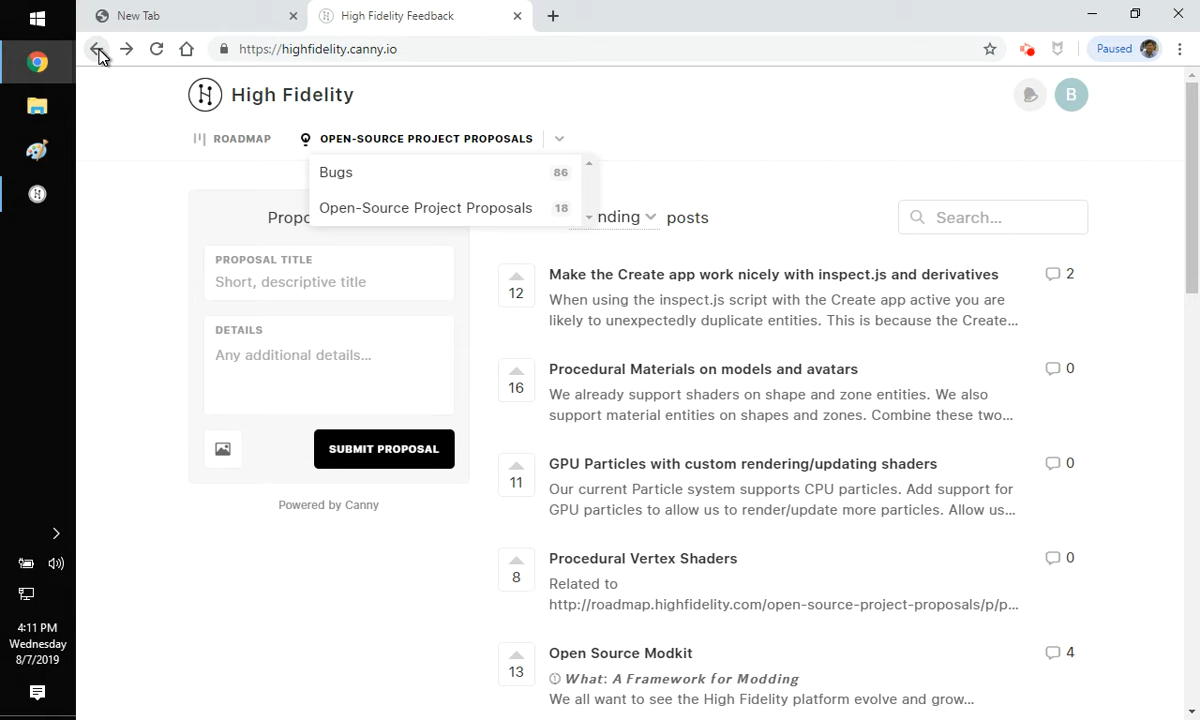 New Tab
High Fidelity Feedback
https://highfidelity.canny.io
Paused
High Fidelity
B
ROADMAP
OPEN-SOURCE PROJECT PROPOSALS
Bugs 86
Open-Source Project Proposals 18
nding posts
Search...
PROPOSAL TITLE
Short, descriptive title
DETAILS
Any additional details...
SUBMIT PROPOSAL
Powered by Canny
12
Make the Create app work nicely with inspect.js and derivatives
2
When using the inspect.js script with the Create app active you are
likely to unexpectedly duplicate entities. This is because the Create...
16
Procedural Materials on models and avatars
0
We already support shaders on shape and zone entities. We also
support material entities on shapes and zones. Combine these two...
11
GPU Particles with custom rendering/updating shaders
0
Our current Particle system supports CPU particles. Add support for
GPU particles to allow us to render/update more particles. Allow us...
8
Procedural Vertex Shaders
0
Related to
http://roadmap.highfidelity.com/open-source-project-proposals/p/p...
13
Open Source Modkit
4
What: A Framework for Modding
We all want to see the High Fidelity platform evolve and grow...
4:11 PM
Wednesday
8/7/2019